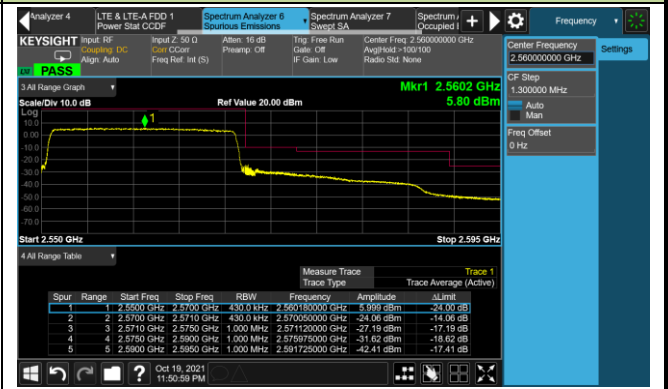 Analyzer 4
LTE & LTE-A FDD 1
Power Stat CCDF
Spectrum Analyzer 6
Spurious Emissions
Spectrum Analyzer 7
Swept SA
Spectrum
Occupied
Frequency
KEYSIGHT
Input: RF
Coupling: DC
Align: Auto
Input Z: 50 Ω
Corr CCorr
Freq Ref: Int (S)
Atten: 16 dB
Preamp: Off
Trig: Free Run
Gate: Off
IF Gain: Low
Center Freq: 2.560000000 GHz
Avg|Hold:>100/100
Radio Std: None
PASS
Center Frequency
2.560000000 GHz
Settings
CF Step
1.300000 MHz
Auto
Man
Freq Offset
0 Hz
3 All Range Graph
Mkr1 2.5602 GHz
Scale/Div 10.0 dB
Ref Value 20.00 dBm
5.80 dBm
Log
10.0
0.00
-10.0
-20.0
-30.0
-40.0
-50.0
-60.0
-70.0
1
Start 2.550 GHz
Stop 2.595 GHz
4 All Range Table
Measure Trace Trace 1
Trace Type Trace Average (Active)
Spur Range Start Freq Stop Freq RBW Frequency Amplitude ΔLimit
1 1 2.5500 GHz 2.5700 GHz 430.0 kHz 2.560180000 GHz 5.999 dBm -24.00 dB
2 2 2.5700 GHz 2.5710 GHz 430.0 kHz 2.570050000 GHz -24.06 dBm -14.06 dB
3 3 2.5710 GHz 2.5750 GHz 1.000 MHz 2.571120000 GHz -27.19 dBm -17.19 dB
4 4 2.5750 GHz 2.5900 GHz 1.000 MHz 2.575975000 GHz -31.62 dBm -18.62 dB
5 5 2.5900 GHz 2.5950 GHz 1.000 MHz 2.591725000 GHz -42.41 dBm -17.41 dB
Oct 19, 2021
11:50:59 PM